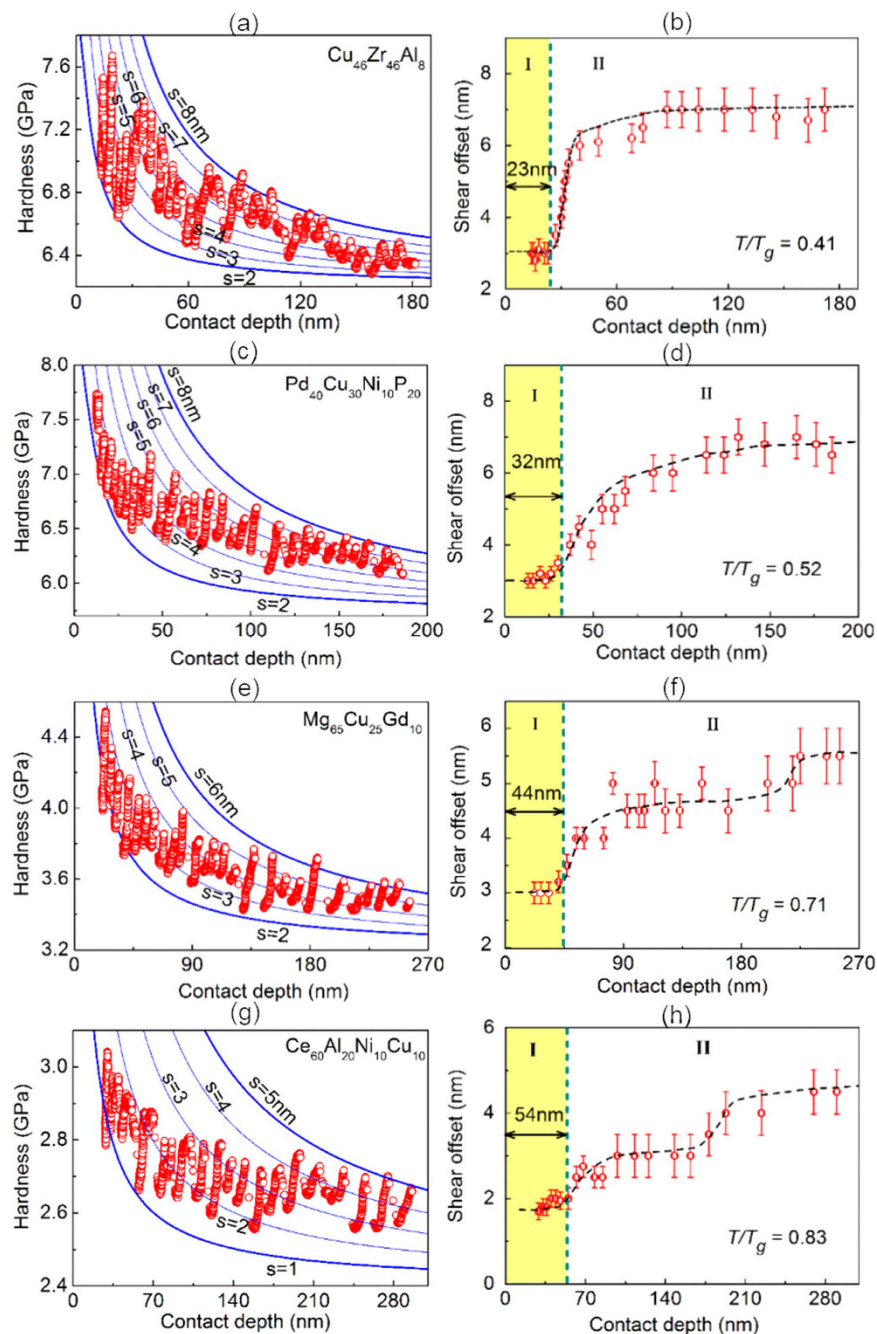 (a)
Cu46Zr46Al8
7.6
7.2
6.8
6.4
Hardness (GPa)
s=8nm
s=7
s=6
s=5
s=4
s=3
s=2
0 60 120 180
Contact depth (nm)
(b)
I II
8
6
4
2
Shear offset (nm)
23nm
T/Tg = 0.41
0 60 120 180
Contact depth (nm)
(c)
Pd40Cu30Ni10P20
8.0
7.5
7.0
6.5
6.0
Hardness (GPa)
s=8nm
s=7
s=6
s=5
s=4
s=3
s=2
0 50 100 150 200
Contact depth (nm)
(d)
I II
8
6
4
2
Shear offset (nm)
32nm
T/Tg = 0.52
0 50 100 150 200
Contact depth (nm)
(e)
Mg65Cu25Gd10
4.4
4.0
3.6
3.2
Hardness (GPa)
s=6nm
s=5
s=4
s=3
s=2
0 90 180 270
Contact depth (nm)
(f)
I II
6
5
4
3
2
Shear offset (nm)
44nm
T/Tg = 0.71
0 90 180 270
Contact depth (nm)
(g)
Ce60Al20Ni10Cu10
3.0
2.8
2.6
2.4
Hardness (GPa)
s=5nm
s=4
s=3
s=2
s=1
0 70 140 210 280
Contact depth (nm)
(h)
I II
6
4
2
0
Shear offset (nm)
54nm
T/Tg = 0.83
0 70 140 210 280
Contact depth (nm)